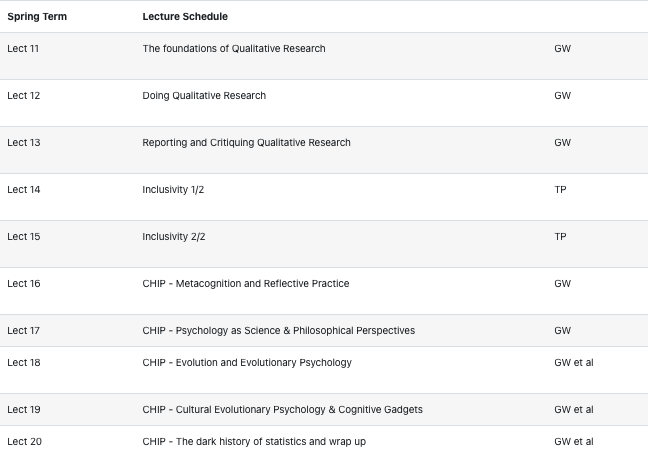 Spring Term Lecture Schedule
Lect 11 The foundations of Qualitative Research GW
Lect 12 Doing Qualitative Research GW
Lect 13 Reporting and Critiquing Qualitative Research GW
Lect 14 Inclusivity 1/2 TP
Lect 15 Inclusivity 2/2 TP
Lect 16 CHIP - Metacognition and Reflective Practice GW
Lect 17 CHIP - Psychology as Science & Philosophical Perspectives GW
Lect 18 CHIP - Evolution and Evolutionary Psychology GW et al
Lect 19 CHIP - Cultural Evolutionary Psychology & Cognitive Gadgets GW et al
Lect 20 CHIP - The dark history of statistics and wrap up GW et al